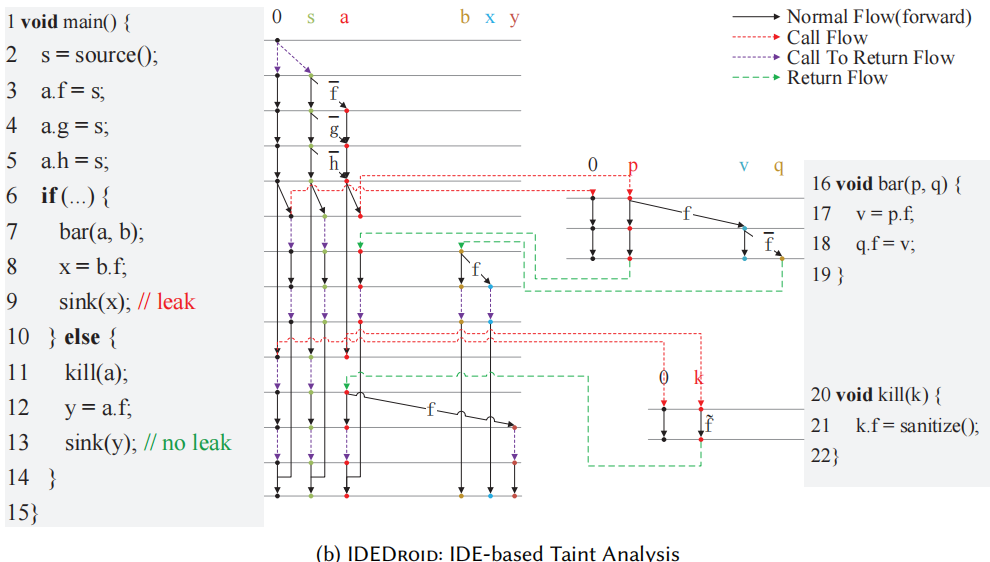 1 void main() {
2 s = source();
3 a.f = s;
4 a.g = s;
5 a.h = s;
6 if (...) {
7 bar(a, b);
8 x = b.f;
9 sink(x); // leak
10 } else {
11 kill(a);
12 y = a.f;
13 sink(y); // no leak
14 }
15}
0 s a b x y
f̅
g̅
h̅
f
f
Normal Flow(forward)
Call Flow
Call To Return Flow
Return Flow
0 p v q
f
f̅
0 k
f̃
16 void bar(p, q) {
17 v = p.f;
18 q.f = v;
19 }
20 void kill(k) {
21 k.f = sanitize();
22}
(b) IDEDROID: IDE-based Taint Analysis